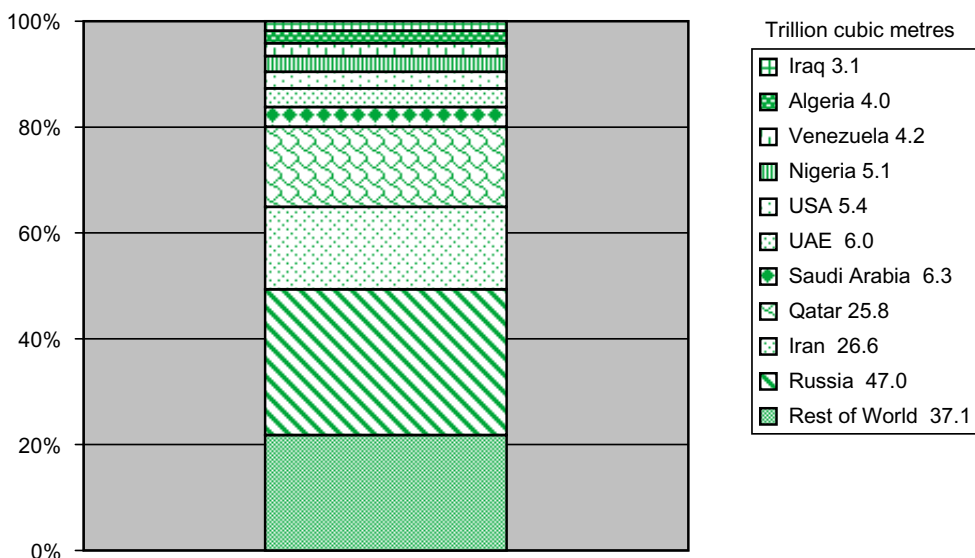 100%
80%
60%
40%
20%
0%
Trillion cubic metres
Iraq 3.1
Algeria 4.0
Venezuela 4.2
Nigeria 5.1
USA 5.4
UAE 6.0
Saudi Arabia 6.3
Qatar 25.8
Iran 26.6
Russia 47.0
Rest of World 37.1